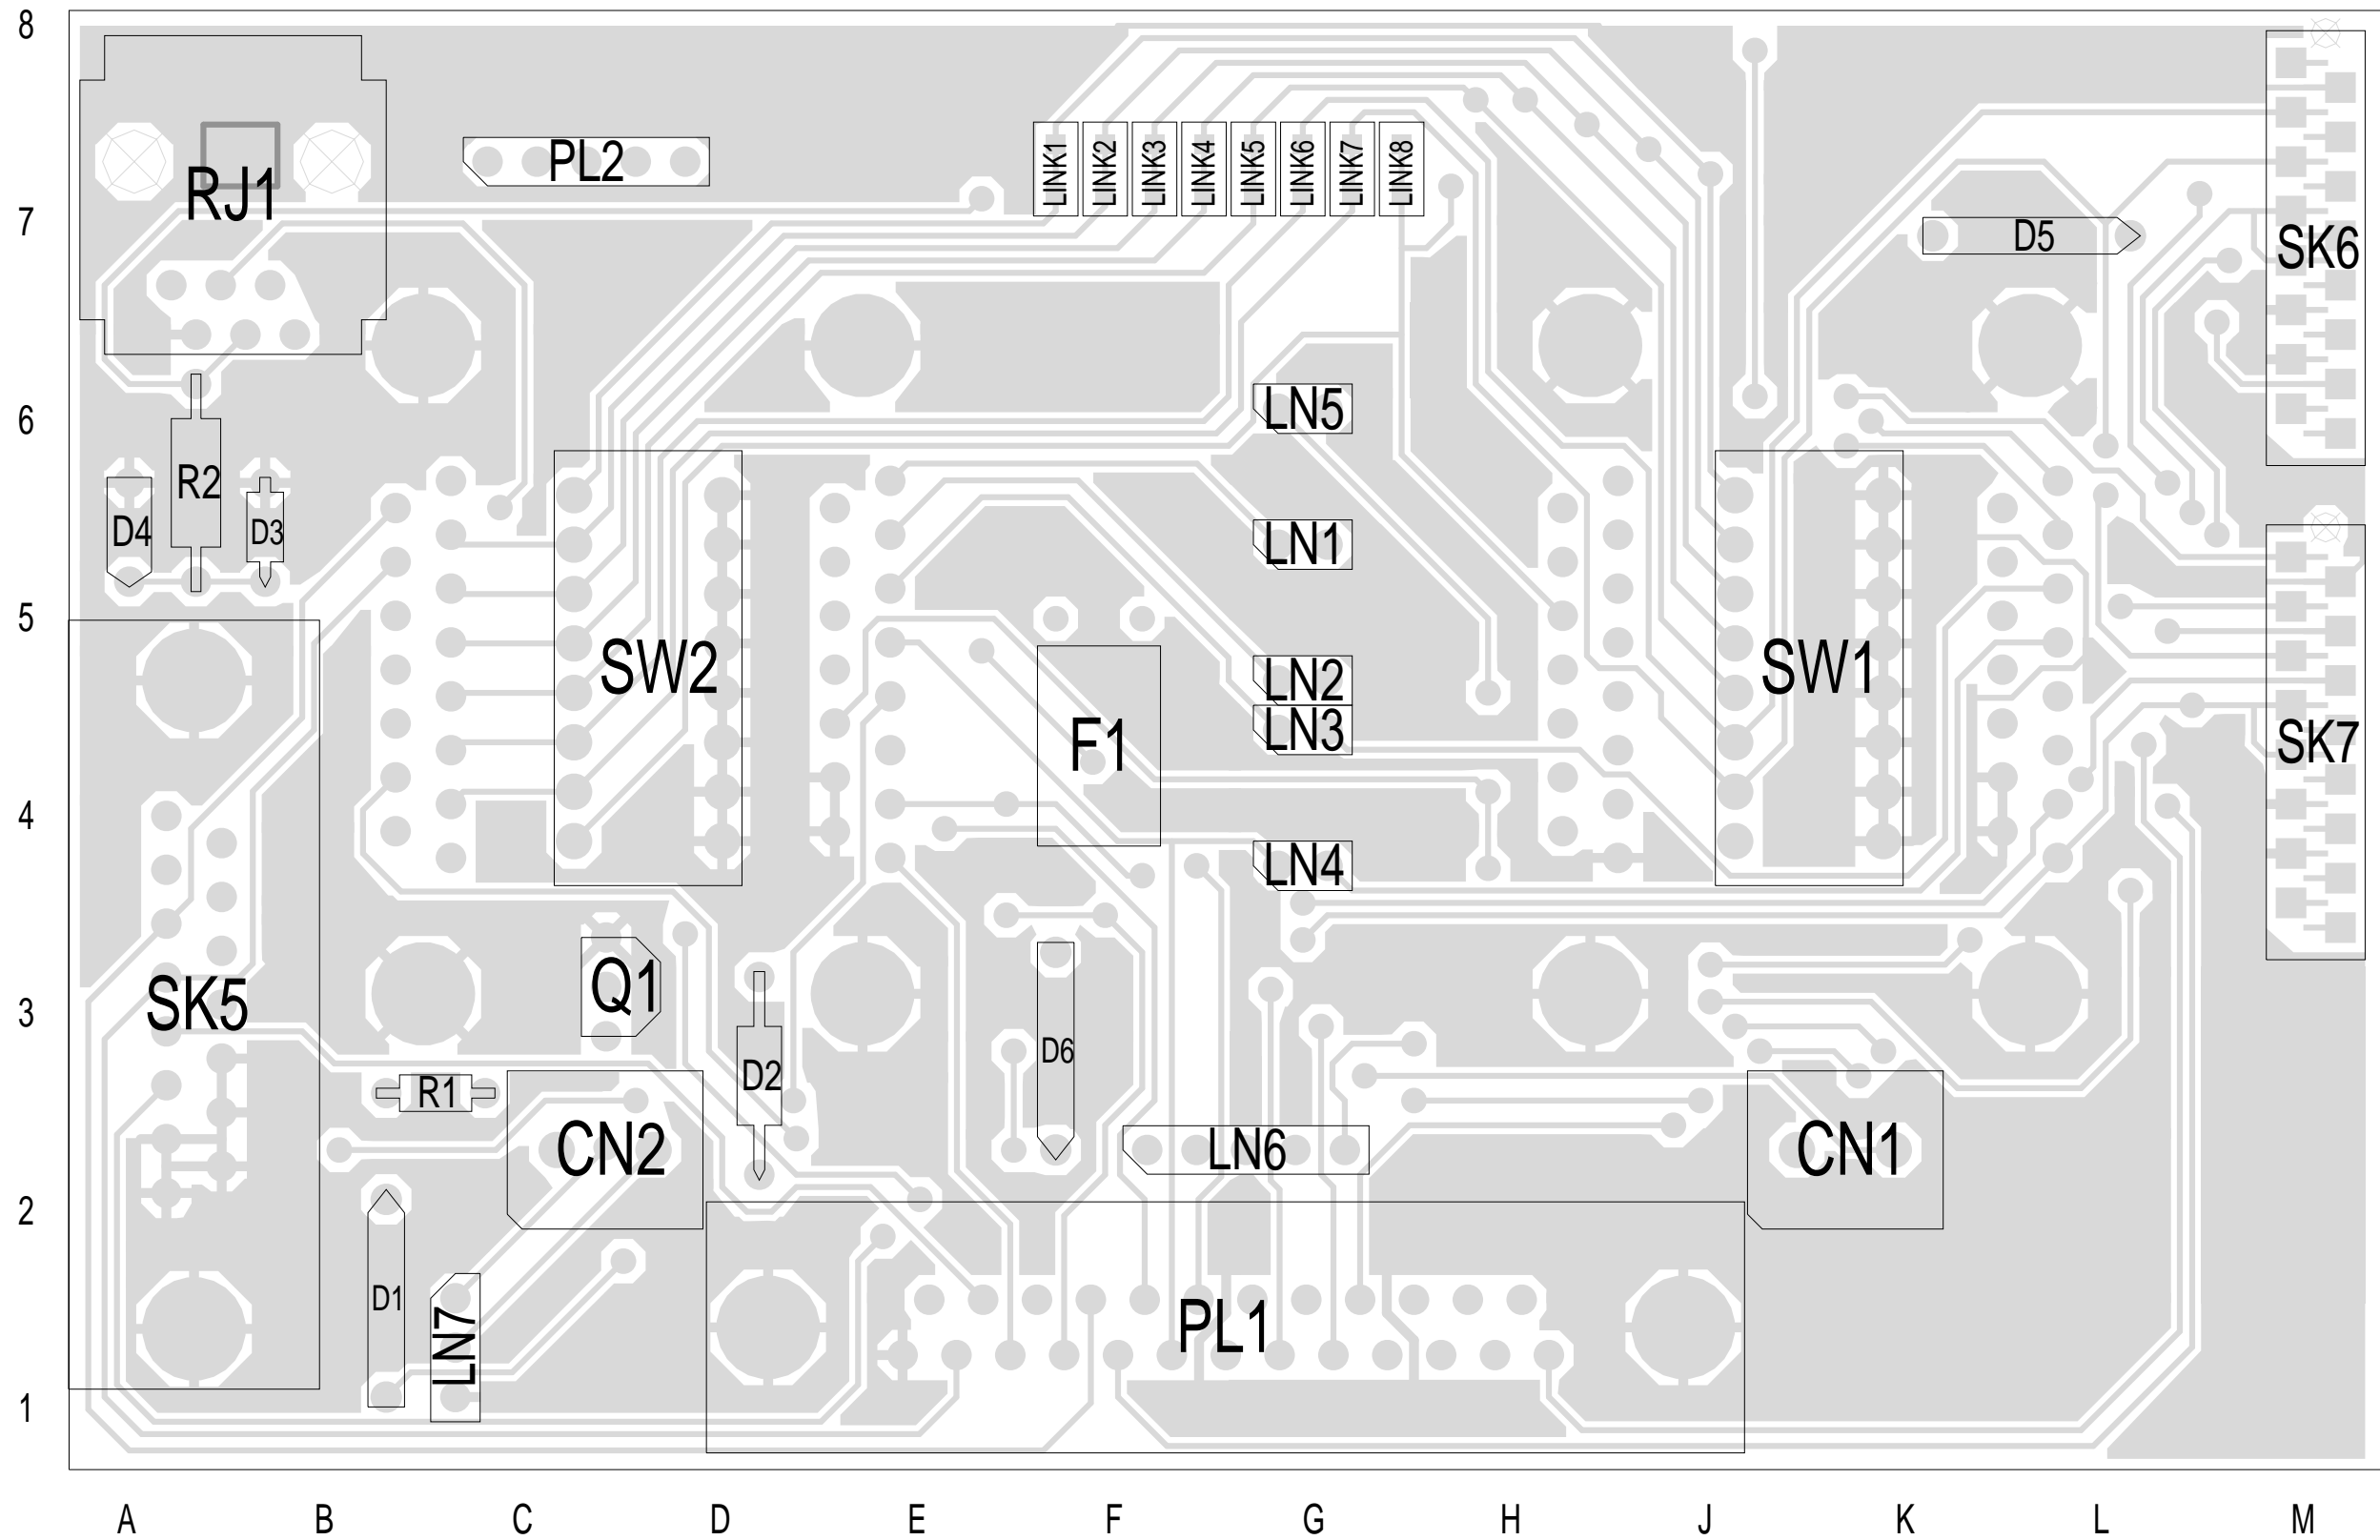 8
LINK1 LINK2 LINK3 LINK4 LINK5 LINK6 LINK7 LINK8
PL2
RJ1
7
D5
SK6
6
LN5
R2
D4
D3
LN1
5
SW2
SW1
LN2
LN3
F1
SK7
4
LN4
Q1
SK5
3
D6
D2
R1
CN2
LN6
CN1
2
D1
LN7
PL1
1
A B C D E F G H J K L M